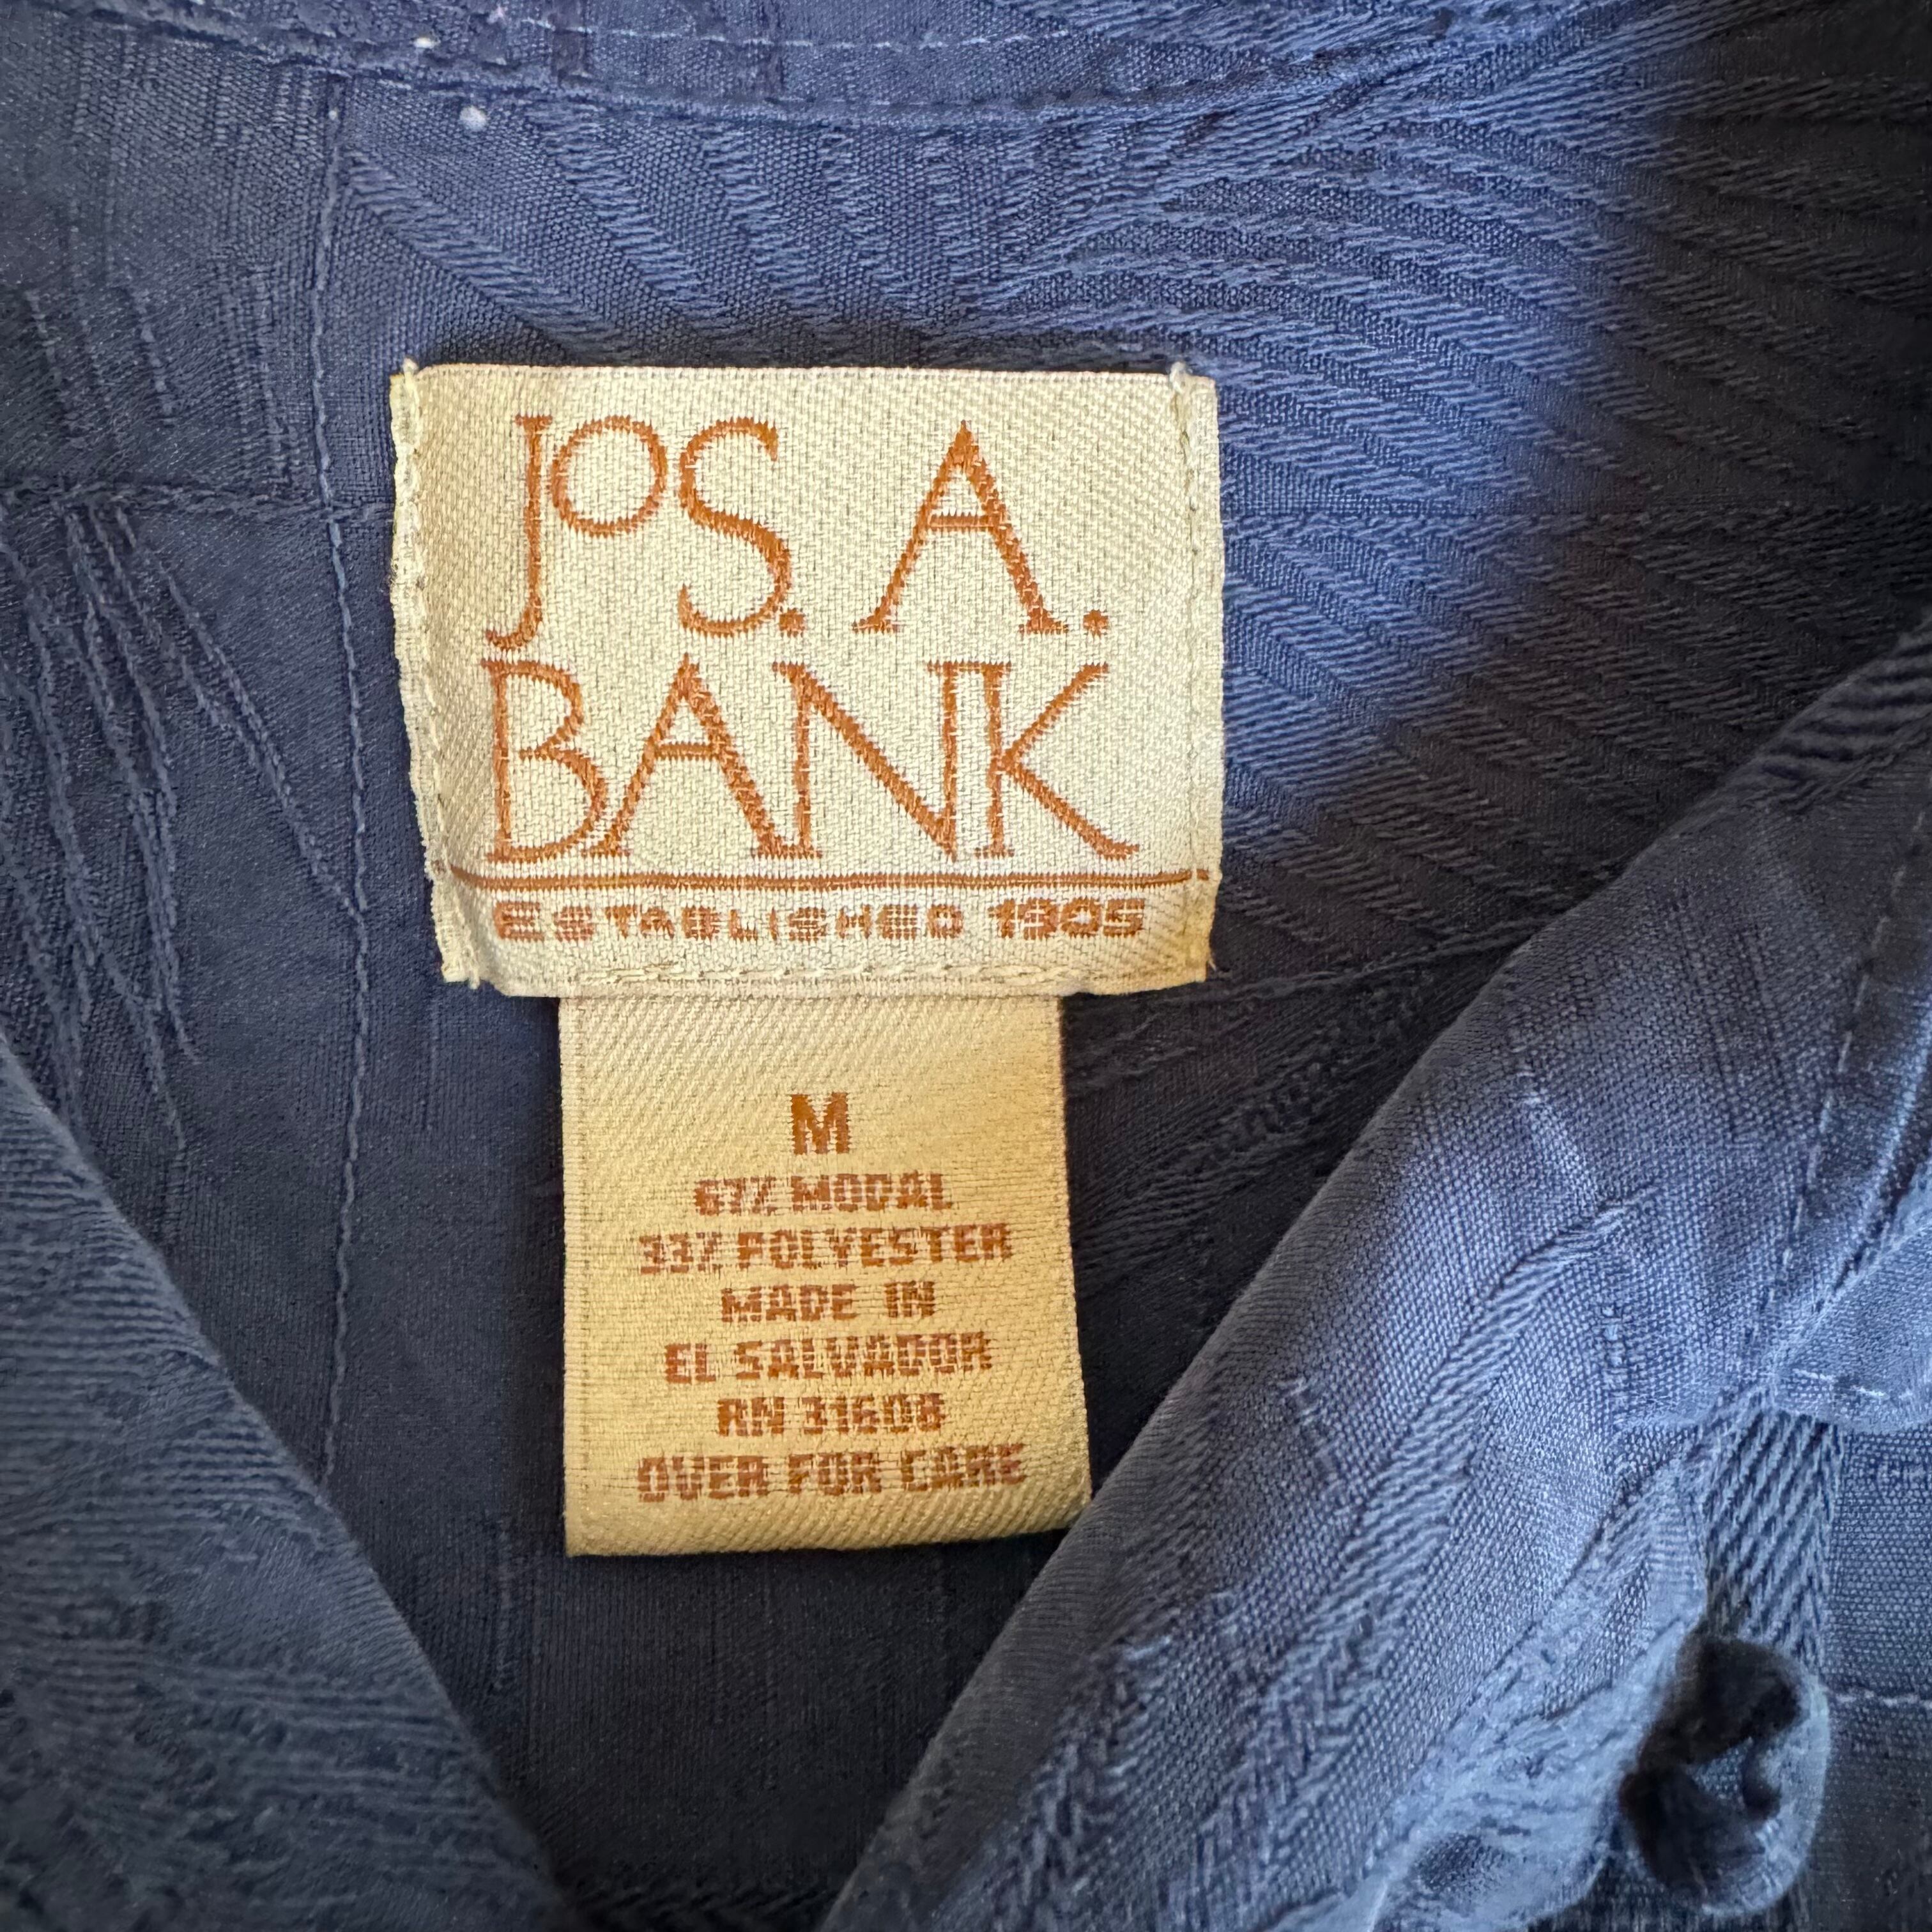 JOS. A.
BANK
ESTABLISHED 1905
M
67% MODAL
33% POLYESTER
MADE IN
EL SALVADOR
RN 31608
OVER FOR CARE